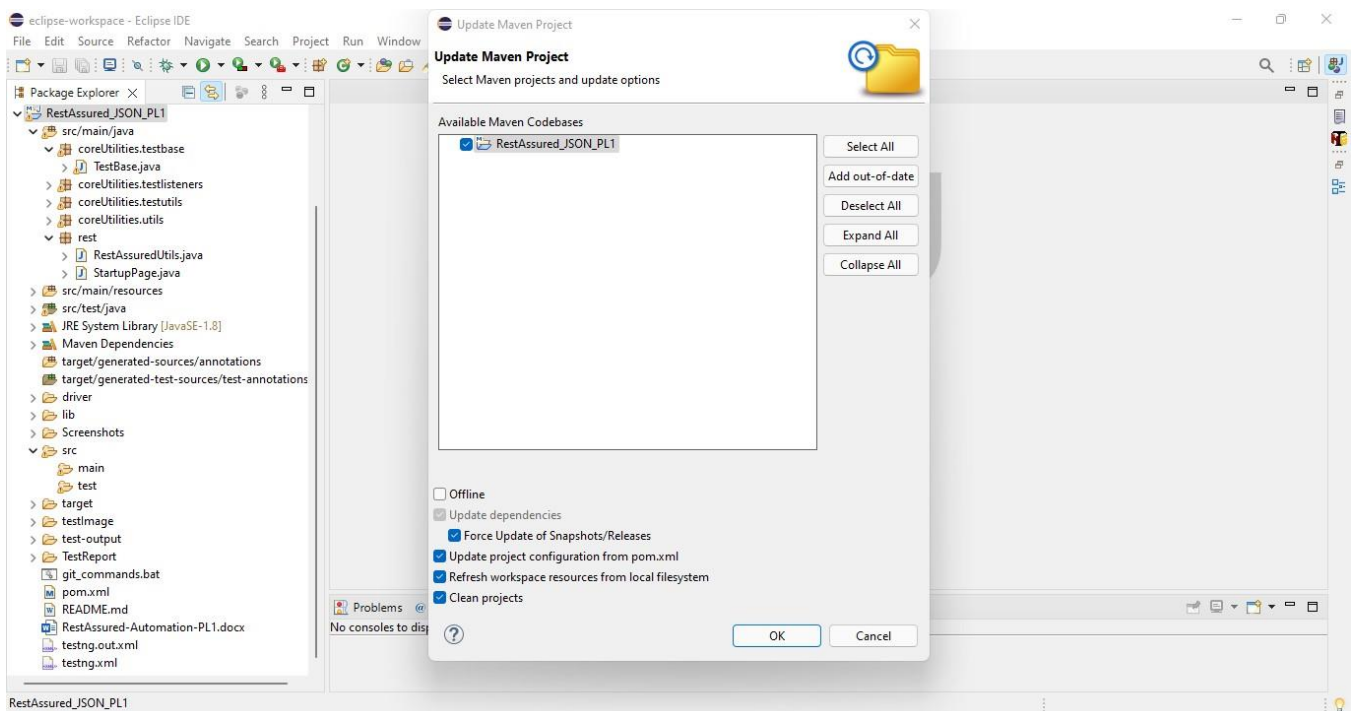 eclipse-workspace - Eclipse IDE
File Edit Source Refactor Navigate Search Project Run Window
Package Explorer
RestAssured_JSON_PL1
src/main/java
coreUtilities.testbase
TestBase.java
coreUtilities.testlisteners
coreUtilities.testutils
coreUtilities.utils
rest
RestAssuredUtils.java
StartupPage.java
src/main/resources
src/test/java
JRE System Library [JavaSE-1.8]
Maven Dependencies
target/generated-sources/annotations
target/generated-test-sources/test-annotations
driver
lib
Screenshots
src
main
test
target
testImage
test-output
TestReport
git_commands.bat
pom.xml
README.md
RestAssured-Automation-PL1.docx
testng.out.xml
testng.xml
RestAssured_JSON_PL1
Problems @
No consoles to disp
Update Maven Project
Update Maven Project
Select Maven projects and update options
Available Maven Codebases
RestAssured_JSON_PL1
Select All
Add out-of-date
Deselect All
Expand All
Collapse All
Offline
Update dependencies
Force Update of Snapshots/Releases
Update project configuration from pom.xml
Refresh workspace resources from local filesystem
Clean projects
OK Cancel